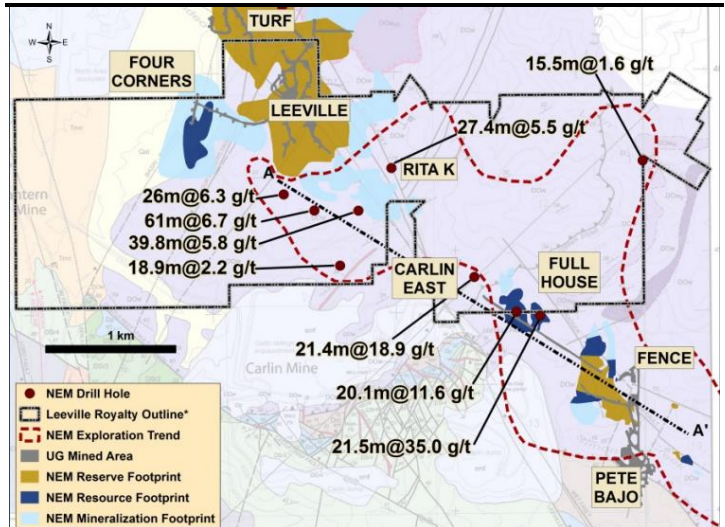 N
W
E
S
TURF
FOUR
CORNERS
LEEVILLE
15.5m@1.6 g/t
27.4m@5.5 g/t
RITA K
A
26m@6.3 g/t
61m@6.7 g/t
39.8m@5.8 g/t
18.9m@2.2 g/t
CARLIN
EAST
FULL
HOUSE
1 km
Carlin Mine
21.4m@18.9 g/t
FENCE
20.1m@11.6 g/t
21.5m@35.0 g/t
A'
PETE
BAJO
NEM Drill Hole
Leeville Royalty Outline*
NEM Exploration Trend
UG Mined Area
NEM Reserve Footprint
NEM Resource Footprint
NEM Mineralization Footprint